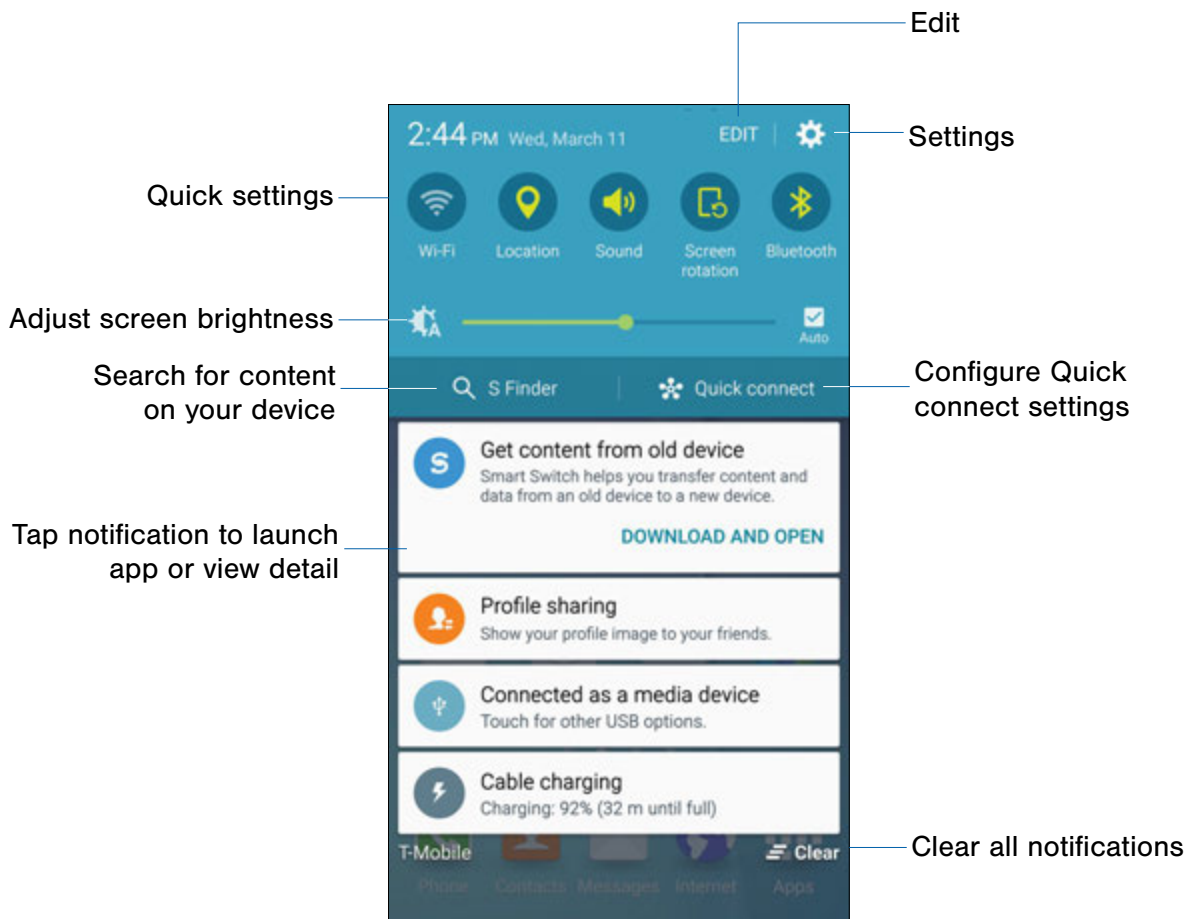 Edit
2:44 PM Wed, March 11
EDIT
Settings
Quick settings
Wi-Fi
Location
Sound
Screen
rotation
Bluetooth
Adjust screen brightness
A
Auto
Search for content
on your device
S Finder
Quick connect
Configure Quick
connect settings
S
Get content from old device
Smart Switch helps you transfer content and
data from an old device to a new device.
DOWNLOAD AND OPEN
Tap notification to launch
app or view detail
Profile sharing
Show your profile image to your friends.
Connected as a media device
Touch for other USB options.
Cable charging
Charging: 92% (32 m until full)
T-Mobile
Clear
Clear all notifications
Phone
Contacts
Messages
Internet
Apps